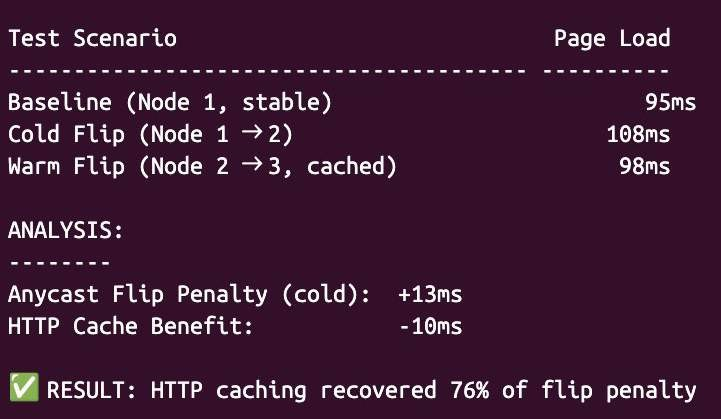 Test Scenario Page Load
---------------------------------------- ----------
Baseline (Node 1, stable) 95ms
Cold Flip (Node 1 →2) 108ms
Warm Flip (Node 2 →3, cached) 98ms
ANALYSIS:
--------
Anycast Flip Penalty (cold): +13ms
HTTP Cache Benefit: -10ms
✅ RESULT: HTTP caching recovered 76% of flip penalty